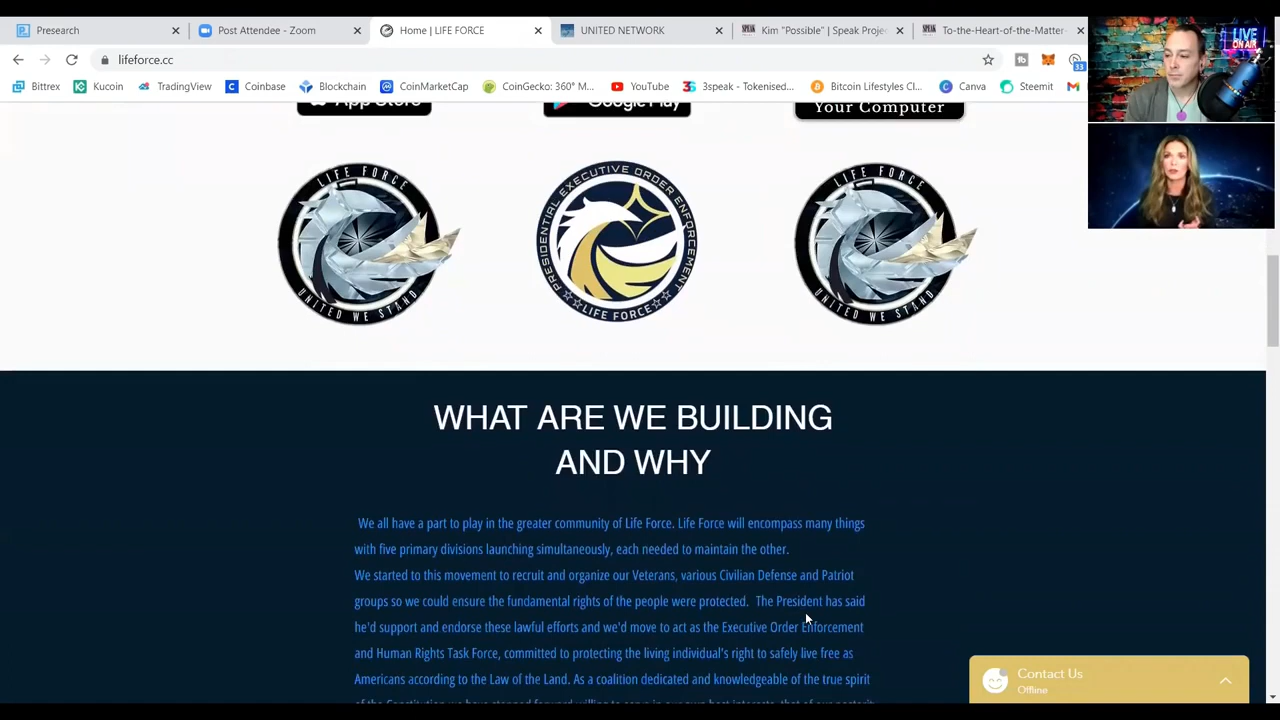 Presearch
Post Attendee - Zoom
Home | LIFE FORCE
UNITED NETWORK
Kim "Possible" | Speak Proje
To-the-Heart-of-the-Matter-
LIVE
ON AIR
lifeforce.cc
33
Bittrex
Kucoin
TradingView
Coinbase
Blockchain
CoinMarketCap
CoinGecko: 360° M...
YouTube
3speak - Tokenised...
Bitcoin Lifestyles Cl...
Canva
Steemit
App Store
Google Play
Your Computer
LIFE FORCE
UNITED WE STAND
PRESIDENTIAL EXECUTIVE ORDER ENFORCEMENT
LIFE FORCE
LIFE FORCE
UNITED WE STAND
WHAT ARE WE BUILDING
AND WHY
We all have a part to play in the greater community of Life Force. Life Force will encompass many things
with five primary divisions launching simultaneously, each needed to maintain the other.
We started to this movement to recruit and organize our Veterans, various Civilian Defense and Patriot
groups so we could ensure the fundamental rights of the people were protected. The President has said
he'd support and endorse these lawful efforts and we'd move to act as the Executive Order Enforcement
and Human Rights Task Force, committed to protecting the living individual's right to safely live free as
Americans according to the Law of the Land. As a coalition dedicated and knowledgeable of the true spirit
Contact Us
Offline